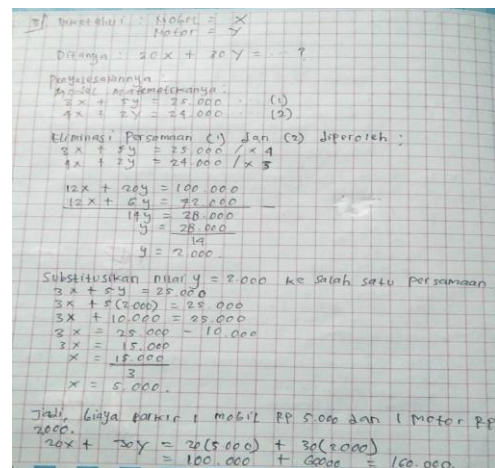 3) Diketahui : Mobil = X
Motor = Y
Ditanya : 20x + 30Y = ... ?
Penyelesaiannya :
Model matematikanya :
3x + 5y = 25.000 (1)
4x + 2y = 24.000 (2)
Eliminasi Persamaan (1) dan (2) diperoleh :
3x + 5y = 25.000 / x 4
4x + 2y = 24.000 / x 3
12x + 20y = 100.000
12x + 6y = 72.000 -
14y = 28.000
y = 28.000
14
y = 2.000.
Substitusikan nilai y = 2.000 ke salah satu persamaan
3x + 5y = 25.000
3x + 5(2.000) = 25.000
3x + 10.000 = 25.000
3x = 25.000 - 10.000
3x = 15.000
x = 15.000
3
x = 5.000.
Jadi, biaya parkir 1 mobil RP 5.000 dan 1 Motor RP
2000.
20x + 30Y = 20(5.000) + 30(2000)
= 100.000 + 60000 = 160.000.